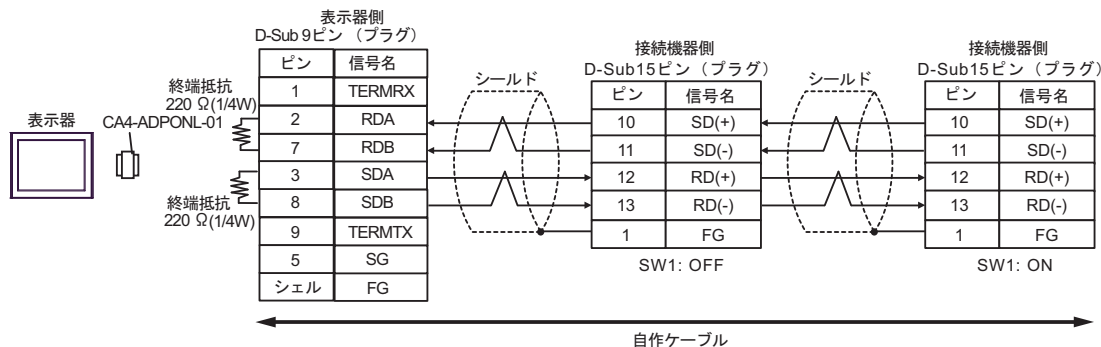 表示器側
D-Sub 9ピン（プラグ）
ピン 信号名
1 TERMRX
2 RDA
7 RDB
3 SDA
8 SDB
9 TERMTX
5 SG
シェル FG
終端抵抗
220 Ω(1/4W)
表示器
CA4-ADPONL-01
終端抵抗
220 Ω(1/4W)
シールド
接続機器側
D-Sub15ピン（プラグ）
ピン 信号名
10 SD(+)
11 SD(-)
12 RD(+)
13 RD(-)
1 FG
SW1: OFF
シールド
接続機器側
D-Sub15ピン（プラグ）
ピン 信号名
10 SD(+)
11 SD(-)
12 RD(+)
13 RD(-)
1 FG
SW1: ON
自作ケーブル